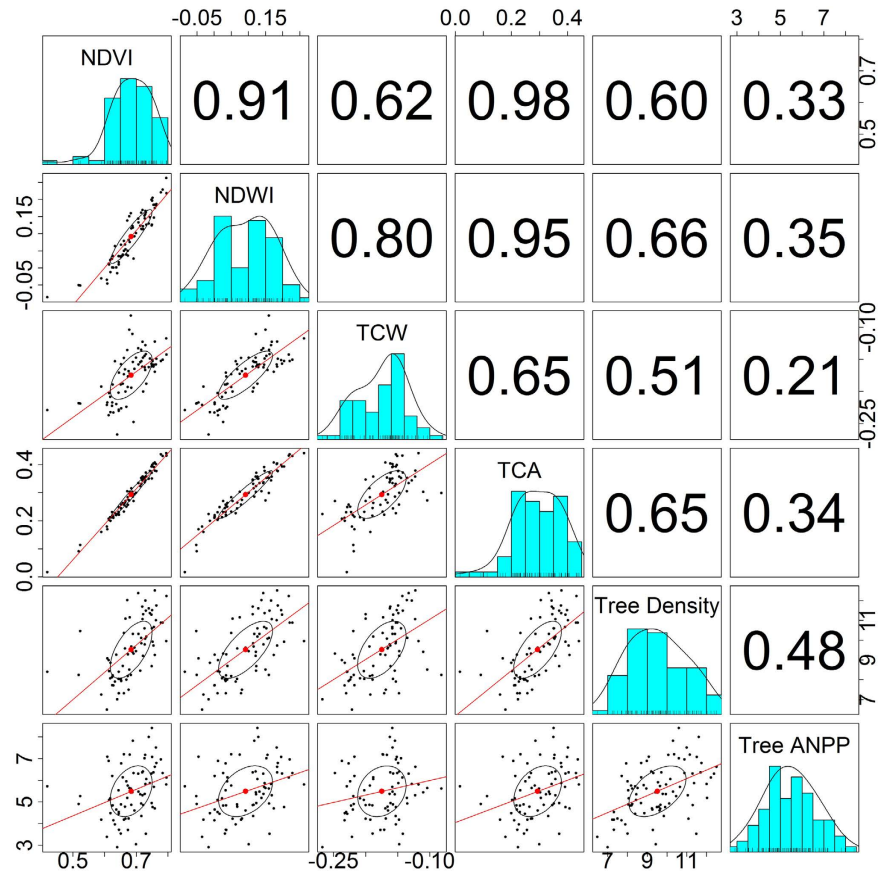 -0.05 0.15 0.0 0.2 0.4 3 5 7
NDVI 0.91 0.62 0.98 0.60 0.33 0.5 0.7
-0.05 0.15 NDWI 0.80 0.95 0.66 0.35
TCW 0.65 0.51 0.21 -0.25 -0.10
0.0 0.2 0.4 TCA 0.65 0.34
Tree Density 0.48 7 9 11
3 5 7 Tree ANPP
0.5 0.7 -0.25 -0.10 7 9 11